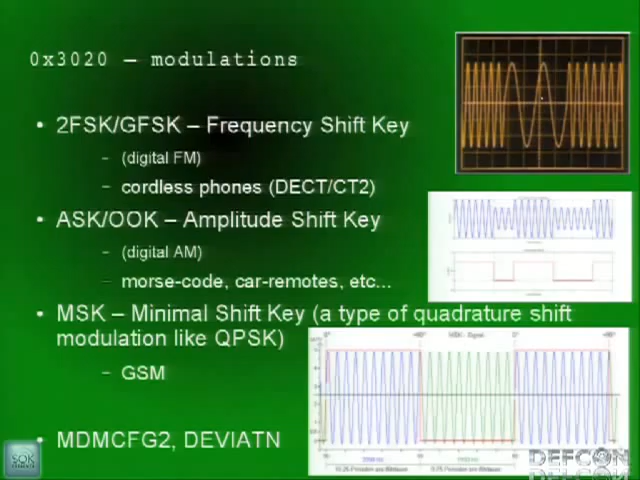 0x3020 – modulations
• 2FSK/GFSK – Frequency Shift Key
– (digital FM)
– cordless phones (DECT/CT2)
• ASK/OOK – Amplitude Shift Key
– (digital AM)
– morse-code, car-remotes, etc...
• MSK – Minimal Shift Key (a type of quadrature shift
modulation like QPSK)
– GSM
• MDMCFG2, DEVIATN
DEFCON